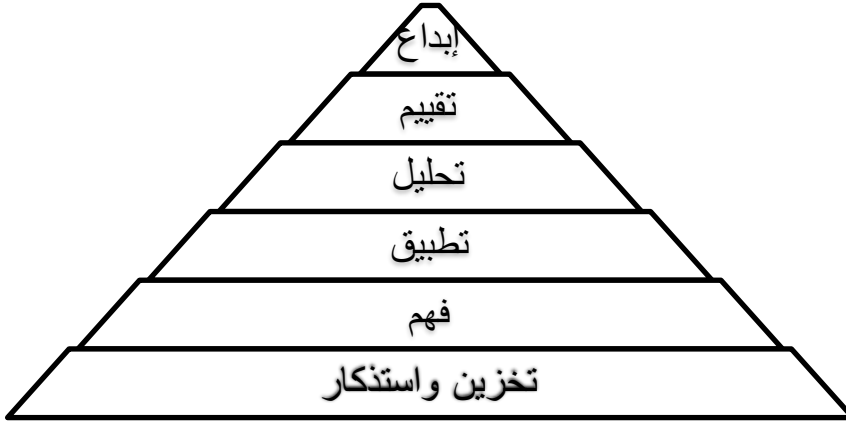 إبداع
تقييم
تحليل
تطبيق
فهم
تخزين واستذكار